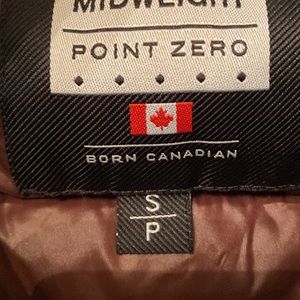 MIDWEIGHT
POINT ZERO
BORN CANADIAN
S
P